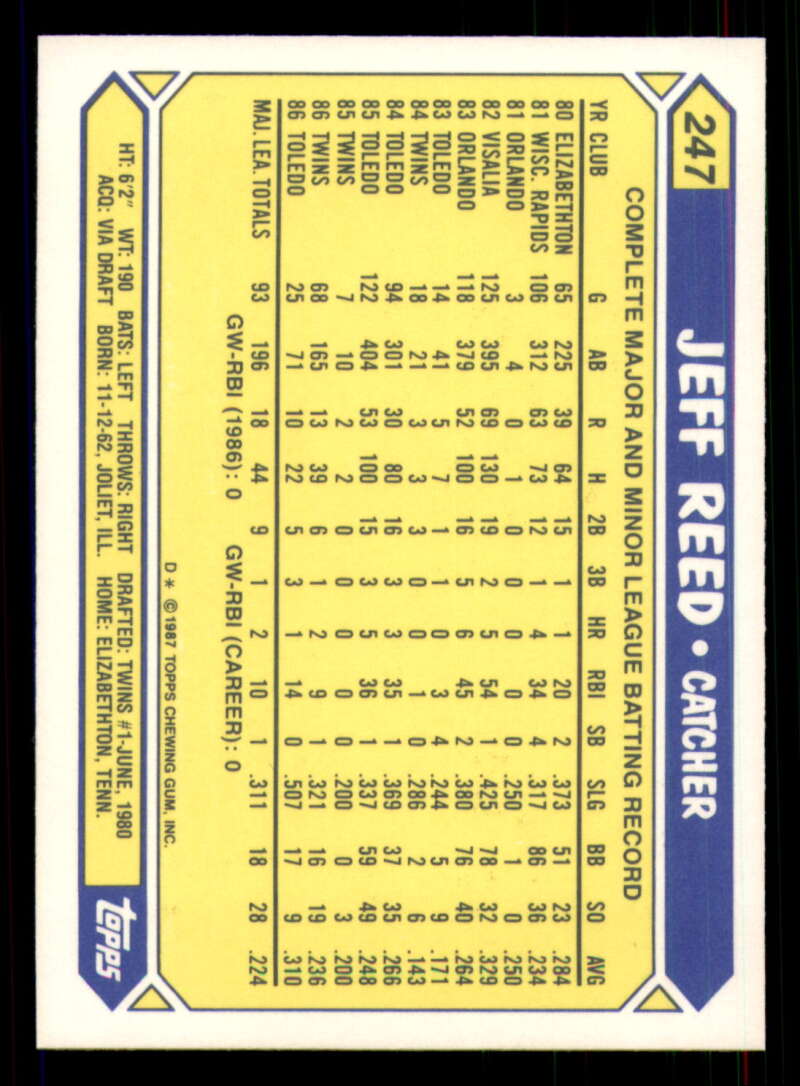 247 JEFF REED • CATCHER
COMPLETE MAJOR AND MINOR LEAGUE BATTING RECORD
YR CLUB G AB R H 2B 3B HR RBI SB SLG BB SO AVG
80 ELIZABETHTON 65 225 39 64 15 1 1 20 2 .373 51 23 .284
81 WISC. RAPIDS 106 312 63 73 12 1 4 34 4 .317 86 36 .234
81 ORLANDO 3 4 0 1 0 0 0 0 0 .250 1 0 .250
82 VISALIA 125 395 69 130 19 2 5 54 1 .425 78 32 .329
83 ORLANDO 118 379 52 100 16 5 6 45 2 .380 76 40 .264
83 TOLEDO 14 41 5 7 1 1 0 3 4 .244 5 9 .171
84 TWINS 18 21 3 3 3 0 0 1 0 .286 2 6 .143
84 TOLEDO 94 301 30 80 16 3 3 35 1 .369 37 35 .266
85 TOLEDO 122 404 53 100 15 3 5 36 1 .337 59 49 .248
85 TWINS 7 10 2 2 0 0 0 0 0 .200 0 3 .200
86 TWINS 68 165 13 39 6 1 2 9 1 .321 16 19 .236
86 TOLEDO 25 71 10 22 5 3 1 14 0 .507 17 9 .310
MAJ. LEA. TOTALS 93 196 18 44 9 1 2 10 1 .311 18 28 .224
GW-RBI (1986): 0 GW-RBI (CAREER): 0
D * ©1987 TOPPS CHEWING GUM, INC.
HT: 6'2" WT: 190 BATS: LEFT THROWS: RIGHT DRAFTED: TWINS #1-JUNE, 1980
ACQ: VIA DRAFT BORN: 11-12-62, JOLIET, ILL. HOME: ELIZABETHTON, TENN.
topps